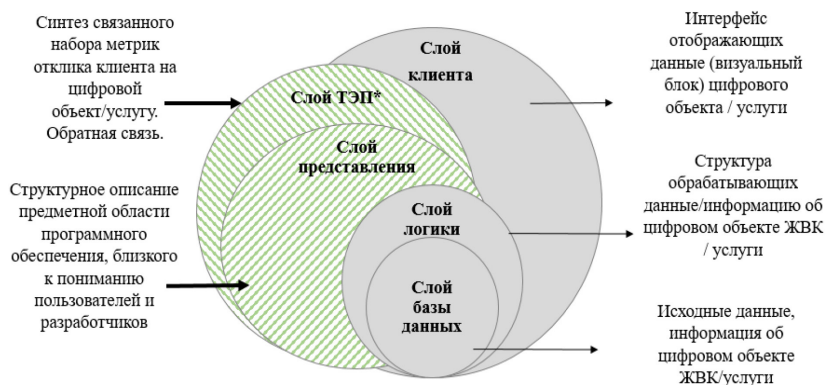 Синтез связанного
набора метрик
отклика клиента на
цифровой
объект/услугу.
Обратная связь.
Структурное описание
предметной области
программного
обеспечения, близкого
к пониманию
пользователей и
разработчиков
Слой
клиента
Слой ТЭП*
Слой
представления
Слой
логики
Слой
базы
данных
Интерфейс
отображающих
данные (визуальный
блок) цифрового
объекта / услуги
Структура
обрабатывающих
данные/информацию об
цифровом объекте ЖВК
/ услуги
Исходные данные,
информация об
цифровом объекте
ЖВК/услуги